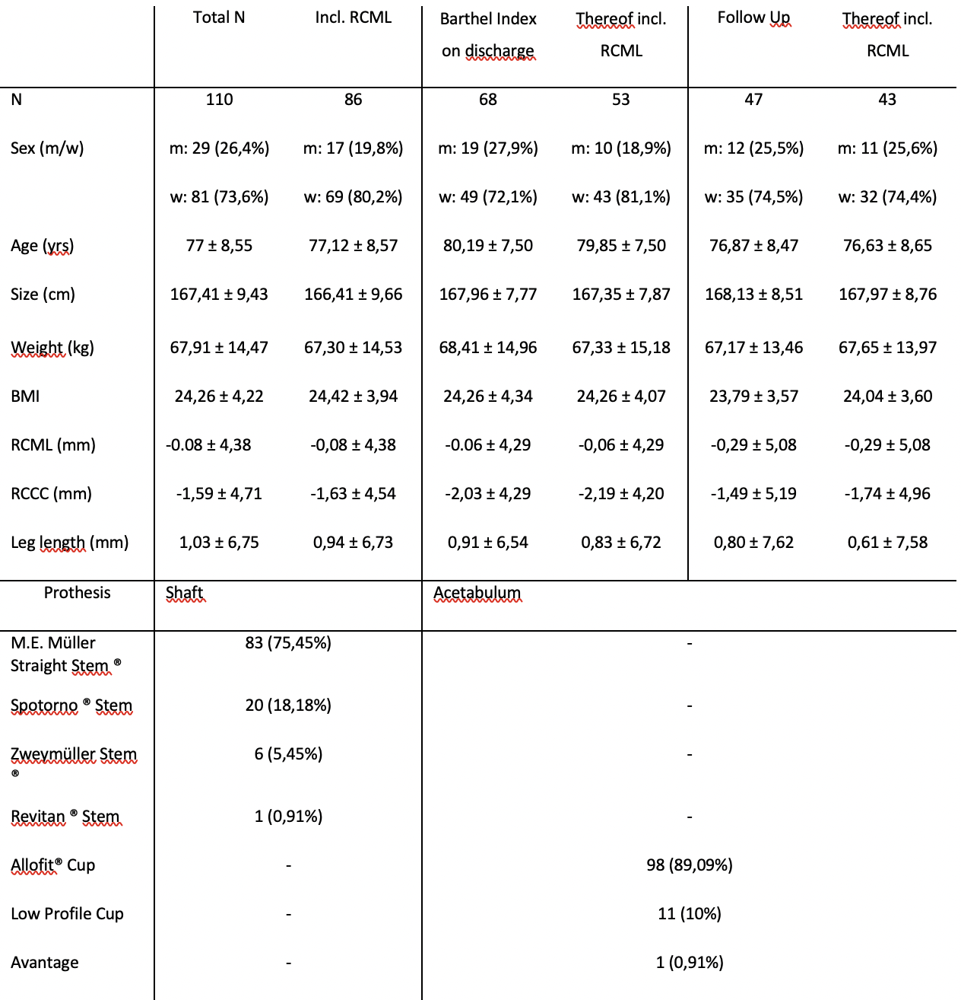 Total N Incl. RCML Barthel Index on discharge Thereof incl. RCML Follow Up Thereof incl. RCML
N 110 86 68 53 47 43
Sex (m/w) m: 29 (26,4%) m: 17 (19,8%) m: 19 (27,9%) m: 10 (18,9%) m: 12 (25,5%) m: 11 (25,6%)
w: 81 (73,6%) w: 69 (80,2%) w: 49 (72,1%) w: 43 (81,1%) w: 35 (74,5%) w: 32 (74,4%)
Age (yrs) 77 ± 8,55 77,12 ± 8,57 80,19 ± 7,50 79,85 ± 7,50 76,87 ± 8,47 76,63 ± 8,65
Size (cm) 167,41 ± 9,43 166,41 ± 9,66 167,96 ± 7,77 167,35 ± 7,87 168,13 ± 8,51 167,97 ± 8,76
Weight (kg) 67,91 ± 14,47 67,30 ± 14,53 68,41 ± 14,96 67,33 ± 15,18 67,17 ± 13,46 67,65 ± 13,97
BMI 24,26 ± 4,22 24,42 ± 3,94 24,26 ± 4,34 24,26 ± 4,07 23,79 ± 3,57 24,04 ± 3,60
RCML (mm) -0.08 ± 4,38 -0,08 ± 4,38 -0.06 ± 4,29 -0,06 ± 4,29 -0,29 ± 5,08 -0,29 ± 5,08
RCCC (mm) -1,59 ± 4,71 -1,63 ± 4,54 -2,03 ± 4,29 -2,19 ± 4,20 -1,49 ± 5,19 -1,74 ± 4,96
Leg length (mm) 1,03 ± 6,75 0,94 ± 6,73 0,91 ± 6,54 0,83 ± 6,72 0,80 ± 7,62 0,61 ± 7,58
Prothesis Shaft Acetabulum
M.E. Müller 83 (75,45%) -
Straight Stem ®
Spotorno ® Stem 20 (18,18%) -
Zweymüller Stem 6 (5,45%) -
®
Revitan ® Stem 1 (0,91%) -
Allofit® Cup - 98 (89,09%)
Low Profile Cup - 11 (10%)
Avantage - 1 (0,91%)